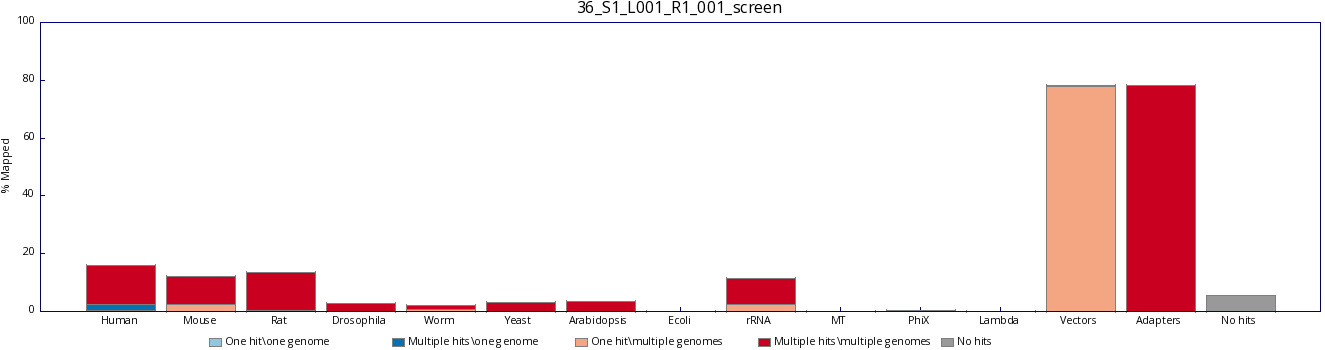 36_S1_L001_R1_001_screen
100
80
60
40
20
0
% Mapped
Human Mouse Rat Drosophila Worm Yeast Arabidopsis Ecoli rRNA MT PhiX Lambda Vectors Adapters No hits
One hit\one genome Multiple hits\one genome One hit\multiple genomes Multiple hits\multiple genomes No hits